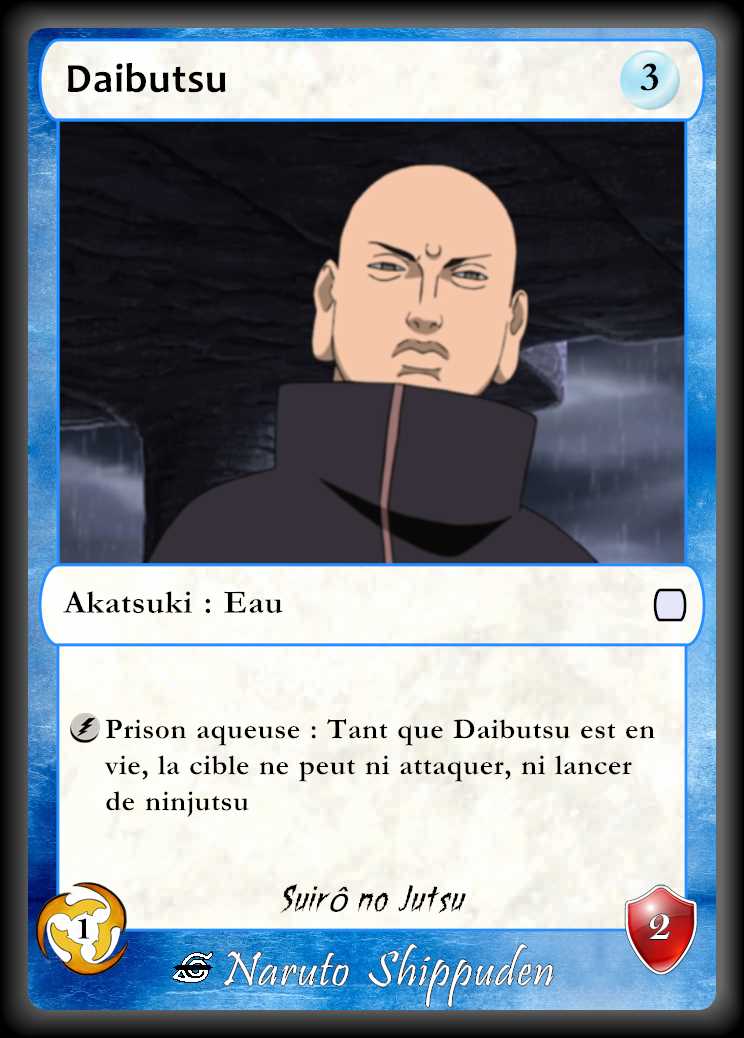 Daibutsu 3
Akatsuki : Eau
Prison aqueuse : Tant que Daibutsu est en
vie, la cible ne peut ni attaquer, ni lancer
de ninjutsu
Suirô no Jutsu
1 2
Naruto Shippuden